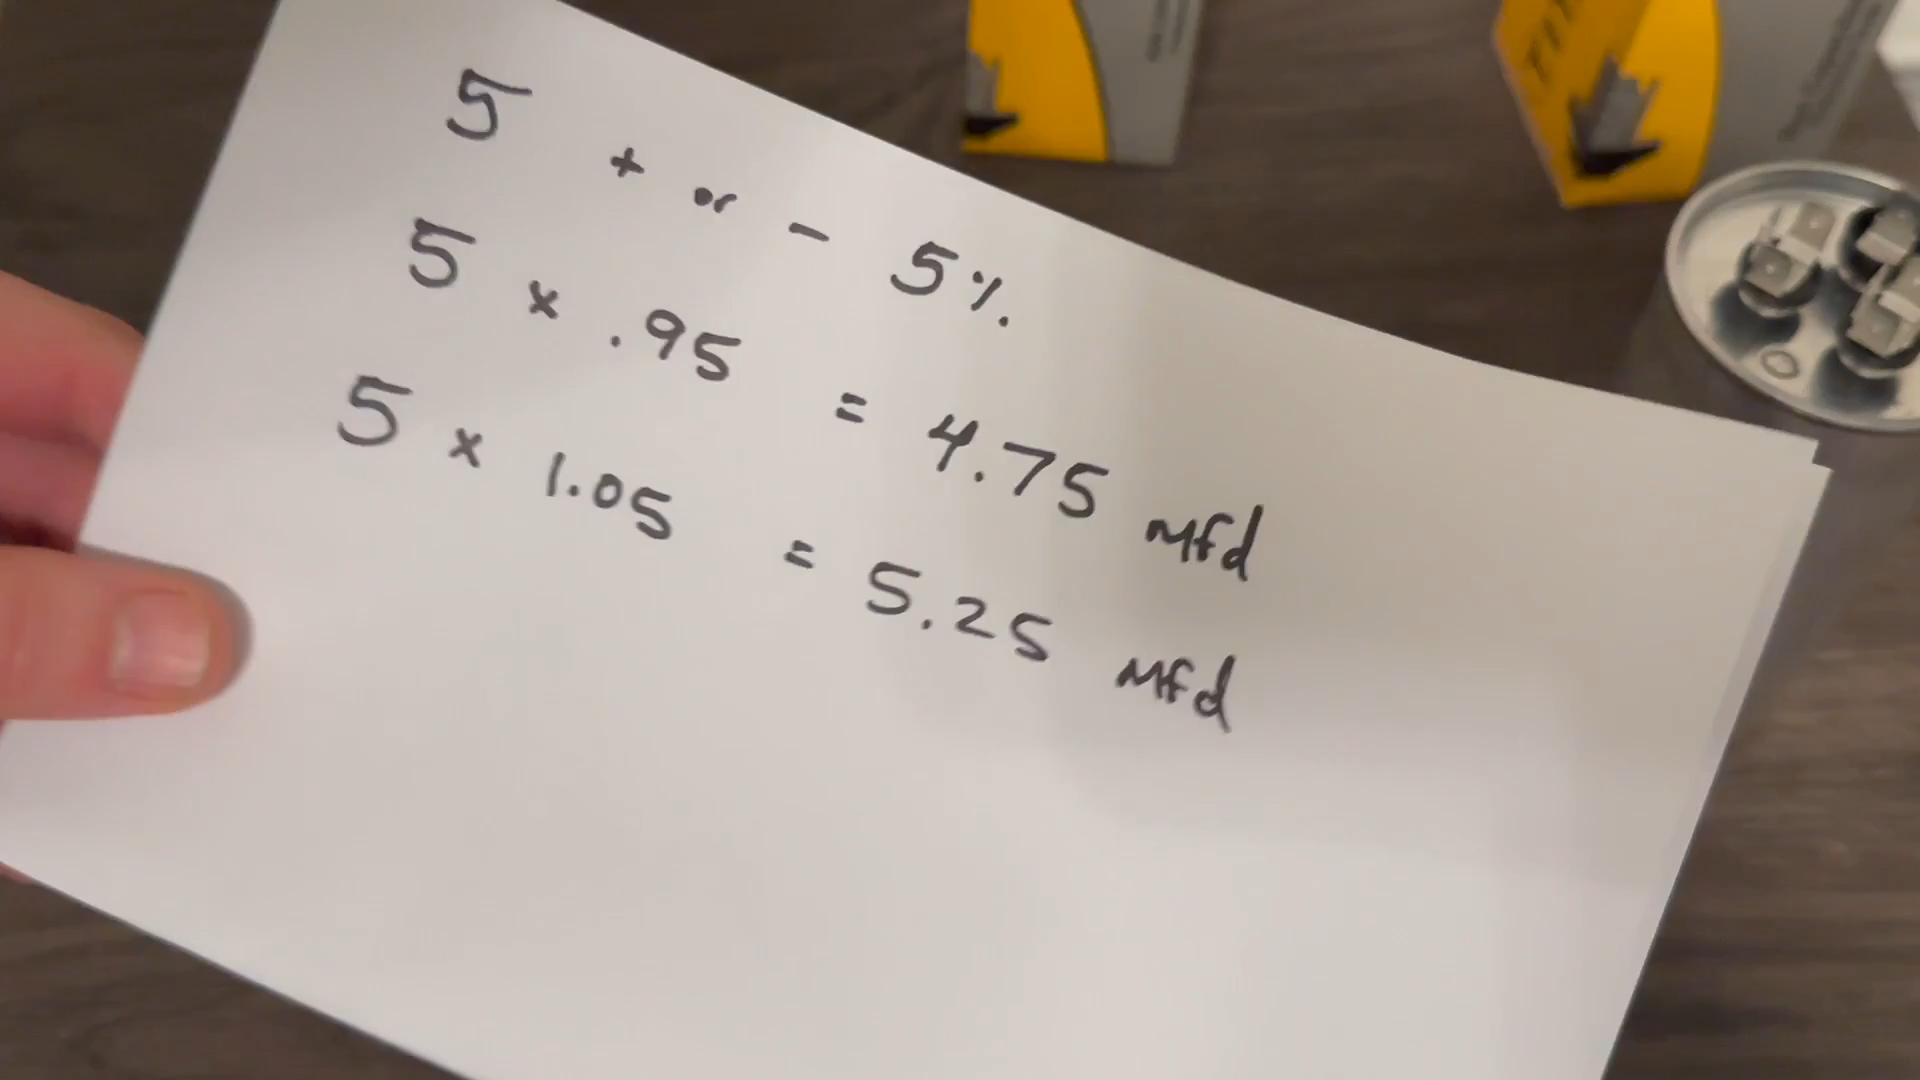 5 + or - 5%.
5 x .95 = 4.75 Mfd
5 x 1.05 = 5.25 Mfd